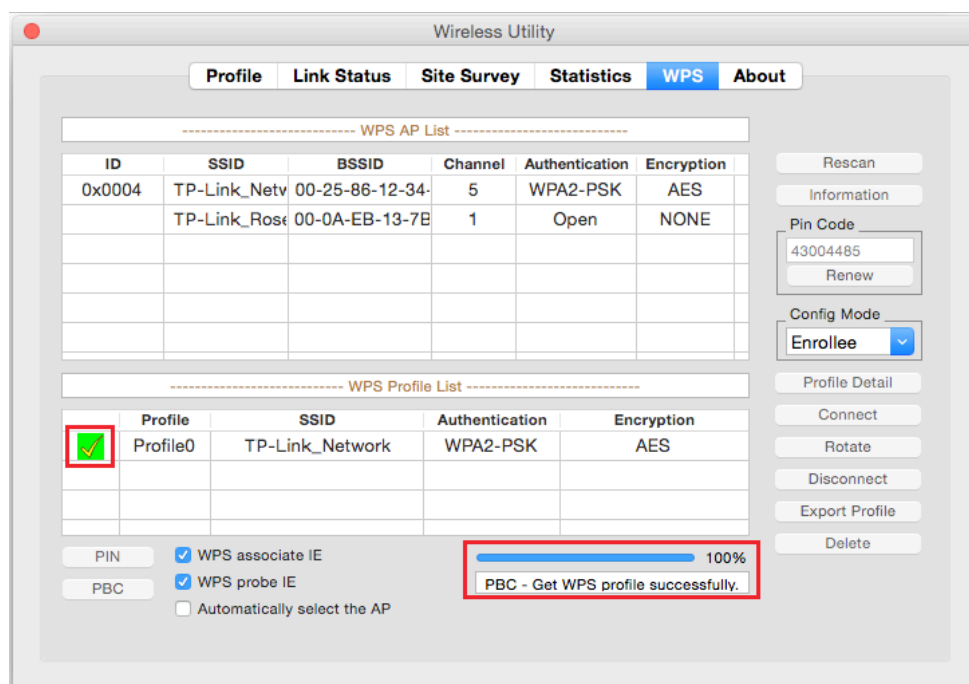 Wireless Utility
Profile Link Status Site Survey Statistics WPS About
---------------------------- WPS AP List ----------------------------
ID SSID BSSID Channel Authentication Encryption
0x0004 TP-Link_Netw 00-25-86-12-34- 5 WPA2-PSK AES
TP-Link_Rose 00-0A-EB-13-7B 1 Open NONE
Rescan
Information
Pin Code
43004485
Renew
Config Mode
Enrollee
---------------------------- WPS Profile List ----------------------------
Profile SSID Authentication Encryption
Profile0 TP-Link_Network WPA2-PSK AES
Profile Detail
Connect
Rotate
Disconnect
Export Profile
Delete
PIN WPS associate IE 100%
PBC WPS probe IE PBC - Get WPS profile successfully.
Automatically select the AP